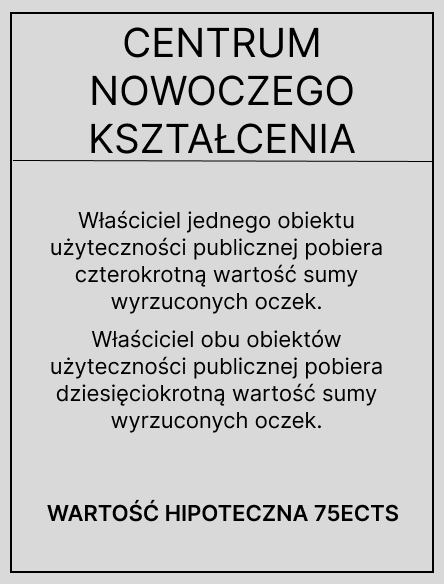 CENTRUM
NOWOCZEGO
KSZTAŁCENIA
Właściciel jednego obiektu
użyteczności publicznej pobiera
czterokrotną wartość sumy
wyrzuconych oczek.
Właściciel obu obiektów
użyteczności publicznej pobiera
dziesięciokrotną wartość sumy
wyrzuconych oczek.
WARTOŚĆ HIPOTECZNA 75ECTS